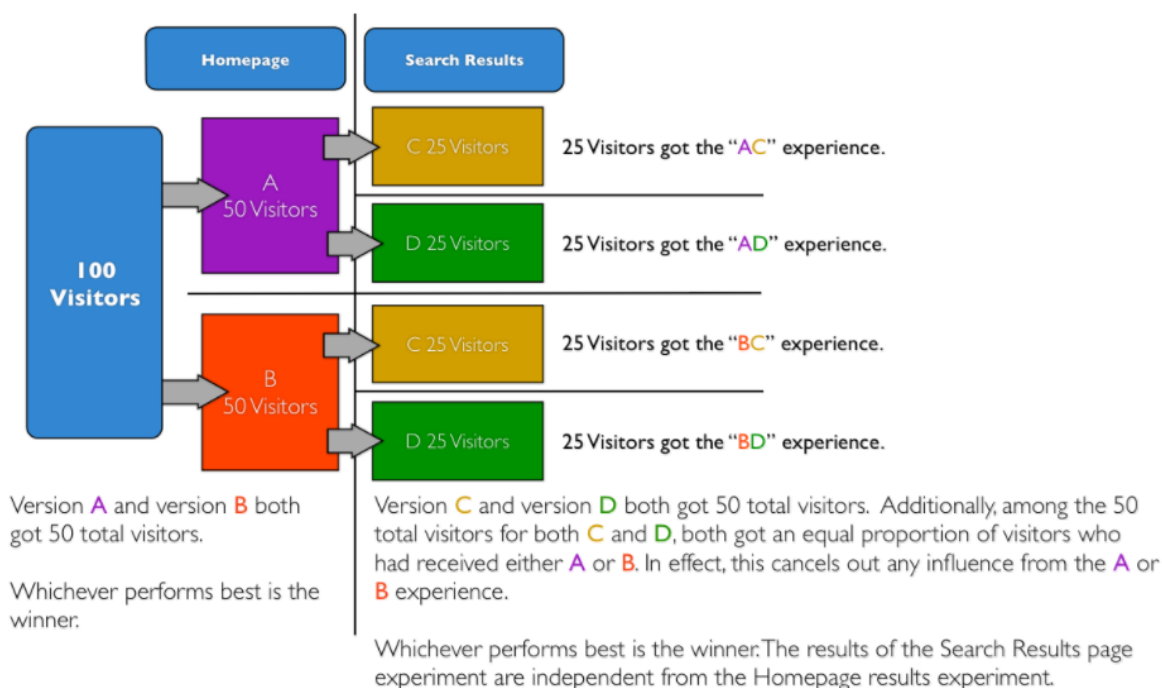 Homepage
Search Results
100
Visitors
A
50 Visitors
C 25 Visitors
25 Visitors got the “AC” experience.
D 25 Visitors
25 Visitors got the “AD” experience.
B
50 Visitors
C 25 Visitors
25 Visitors got the “BC” experience.
D 25 Visitors
25 Visitors got the “BD” experience.
Version A and version B both
got 50 total visitors.
Whichever performs best is the
winner.
Version C and version D both got 50 total visitors. Additionally, among the 50
total visitors for both C and D, both got an equal proportion of visitors who
had received either A or B. In effect, this cancels out any influence from the A or
B experience.
Whichever performs best is the winner. The results of the Search Results page
experiment are independent from the Homepage results experiment.